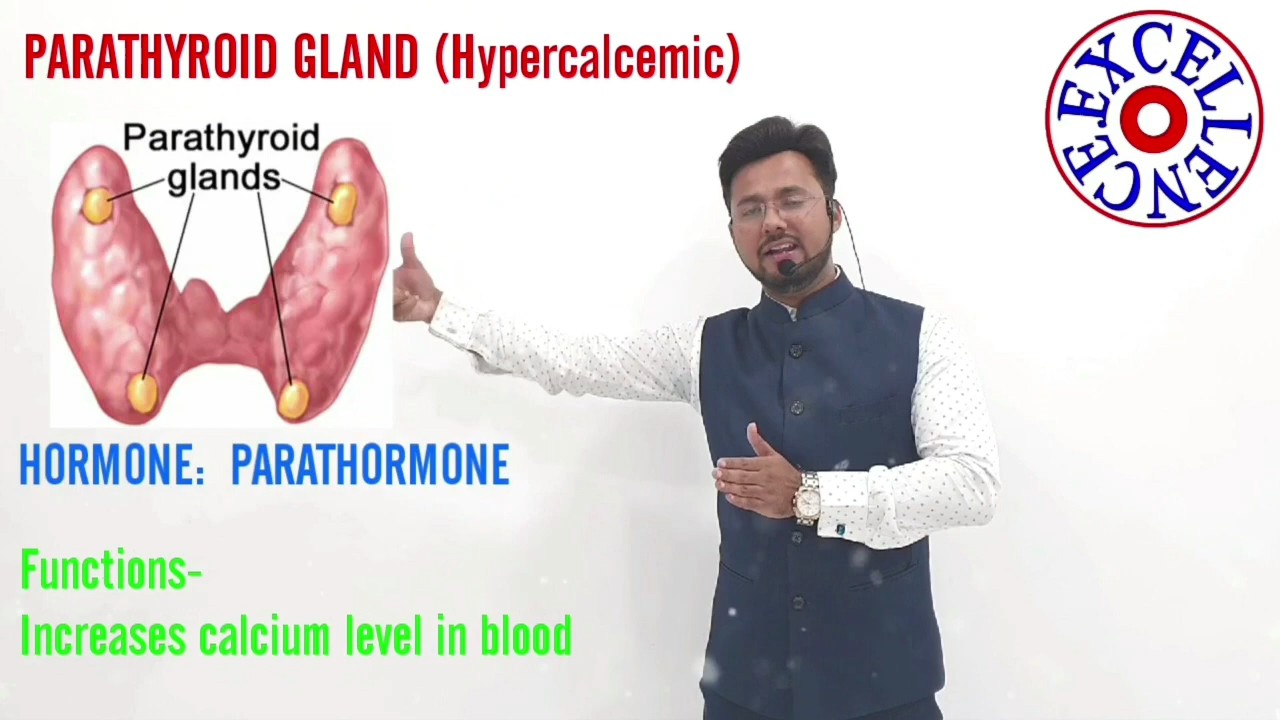 PARATHYROID GLAND (Hypercalcemic)
EXCELLENCE
Parathyroid
glands
HORMONE: PARATHORMONE
Functions-
Increases calcium level in blood